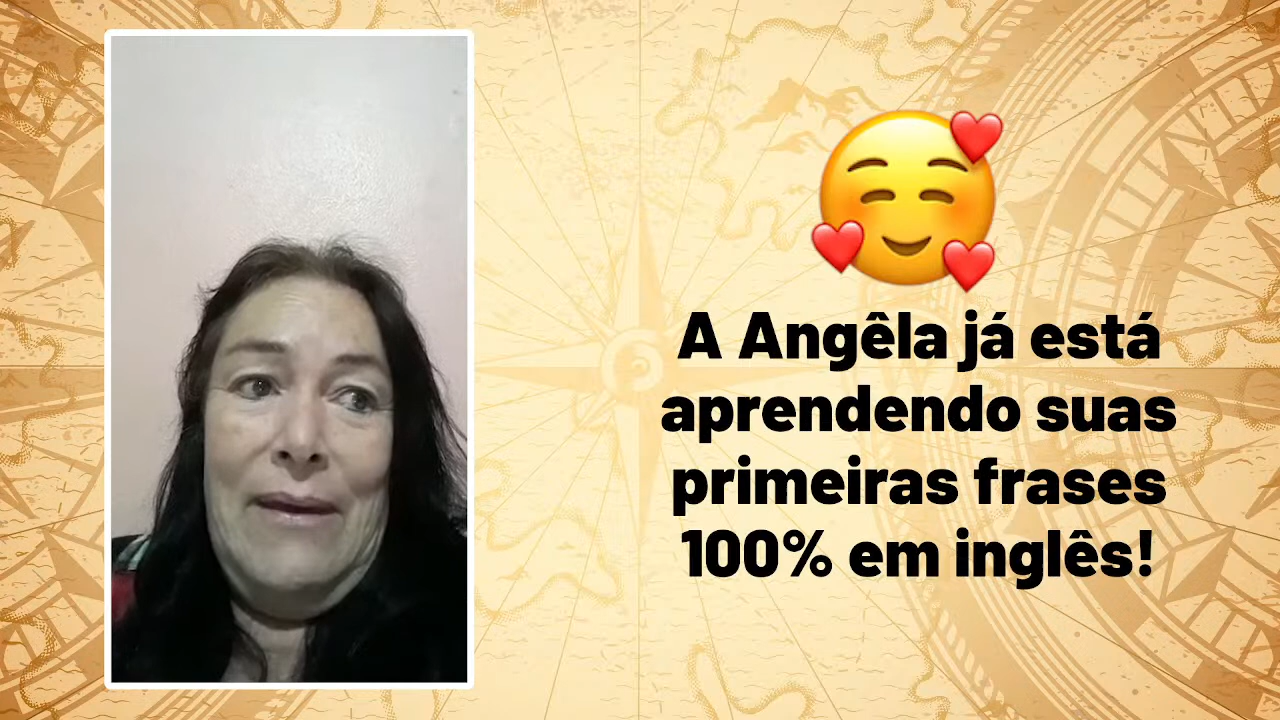 A Angêla já está
aprendendo suas
primeiras frases
100% em inglês!